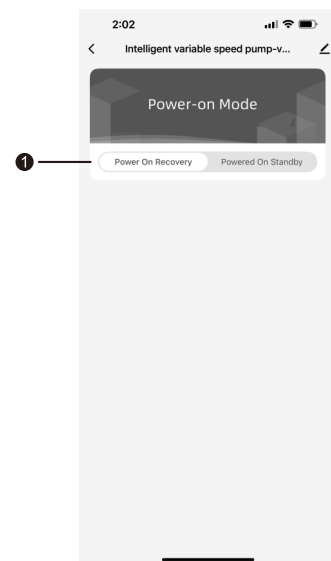 2:02
Intelligent variable speed pump-v...
Power-on Mode
1
Power On Recovery Powered On Standby